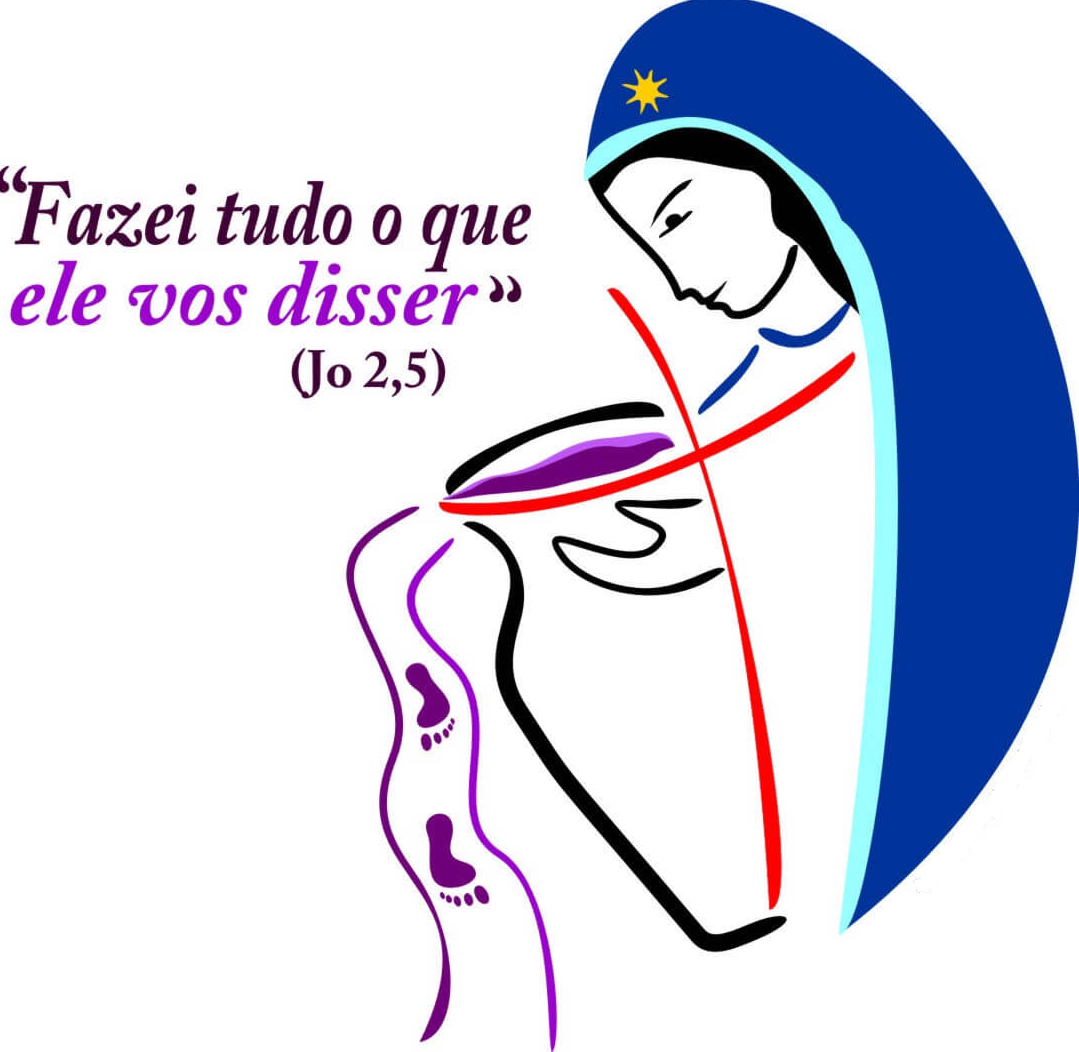 “Fazei tudo o que
ele vos disser”
(Jo 2,5)